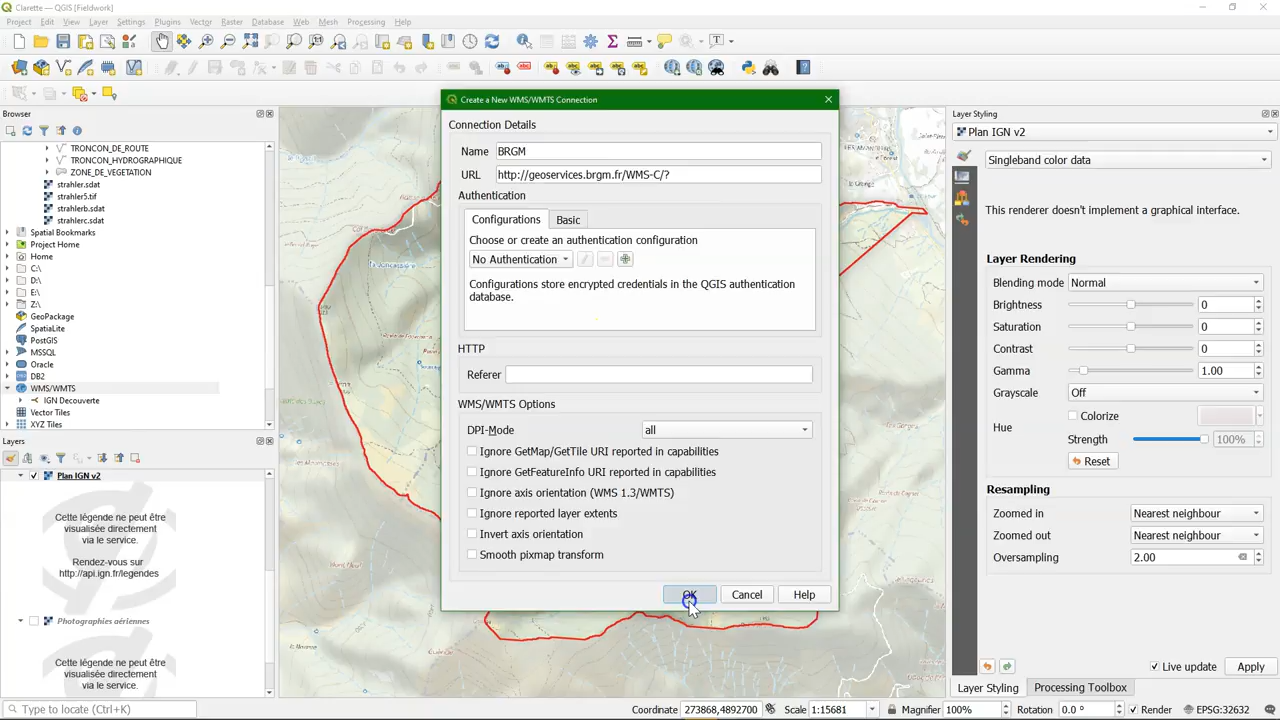 Clarette — QGIS [Fieldwork]
Project Edit View Layer Settings Plugins Vector Raster Database Web Mesh Processing Help
Browser
TRONCON_DE_ROUTE
TRONCON_HYDROGRAPHIQUE
ZONE_DE_VEGETATION
strahler.sdat
strahler5.tif
strahlerb.sdat
strahlerc.sdat
Spatial Bookmarks
Project Home
Home
C:\
D:\
E:\
Z:\
GeoPackage
SpatiaLite
PostGIS
MSSQL
Oracle
DB2
WMS/WMTS
IGN Decouverte
Vector Tiles
XYZ Tiles
Layers
Plan IGN v2
Cette légende ne peut être
visualisée directement
via le service.
Rendez-vous sur
http://api.ign.fr/legendes
Photographies aériennes
Cette légende ne peut être
visualisée directement
via le service.
Create a New WMS/WMTS Connection
Connection Details
Name BRGM
URL http://geoservices.brgm.fr/WMS-C/?
Authentication
Configurations Basic
Choose or create an authentication configuration
No Authentication
Configurations store encrypted credentials in the QGIS authentication
database.
HTTP
Referer
WMS/WMTS Options
DPI-Mode all
Ignore GetMap/GetTile URI reported in capabilities
Ignore GetFeatureInfo URI reported in capabilities
Ignore axis orientation (WMS 1.3/WMTS)
Ignore reported layer extents
Invert axis orientation
Smooth pixmap transform
OK Cancel Help
Layer Styling
Plan IGN v2
Singleband color data
This renderer doesn't implement a graphical interface.
Layer Rendering
Blending mode Normal
Brightness 0
Saturation 0
Contrast 0
Gamma 1.00
Grayscale Off
Hue Colorize
Strength 100%
Reset
Resampling
Zoomed in Nearest neighbour
Zoomed out Nearest neighbour
Oversampling 2.00
Live update Apply
Layer Styling Processing Toolbox
Type to locate (Ctrl+K) Coordinate 273868,4892700 Scale 1:15681 Magnifier 100% Rotation 0.0 ° Render EPSG:32632